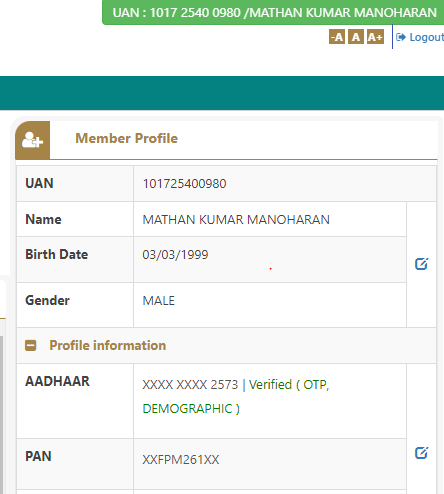 UAN : 1017 2540 0980 /MATHAN KUMAR MANOHARAN
-A A A+ Logout
Member Profile
UAN 101725400980
Name MATHAN KUMAR MANOHARAN
Birth Date 03/03/1999
Gender MALE
Profile information
AADHAAR XXXX XXXX 2573 | Verified ( OTP,
DEMOGRAPHIC )
PAN XXFPM261XX